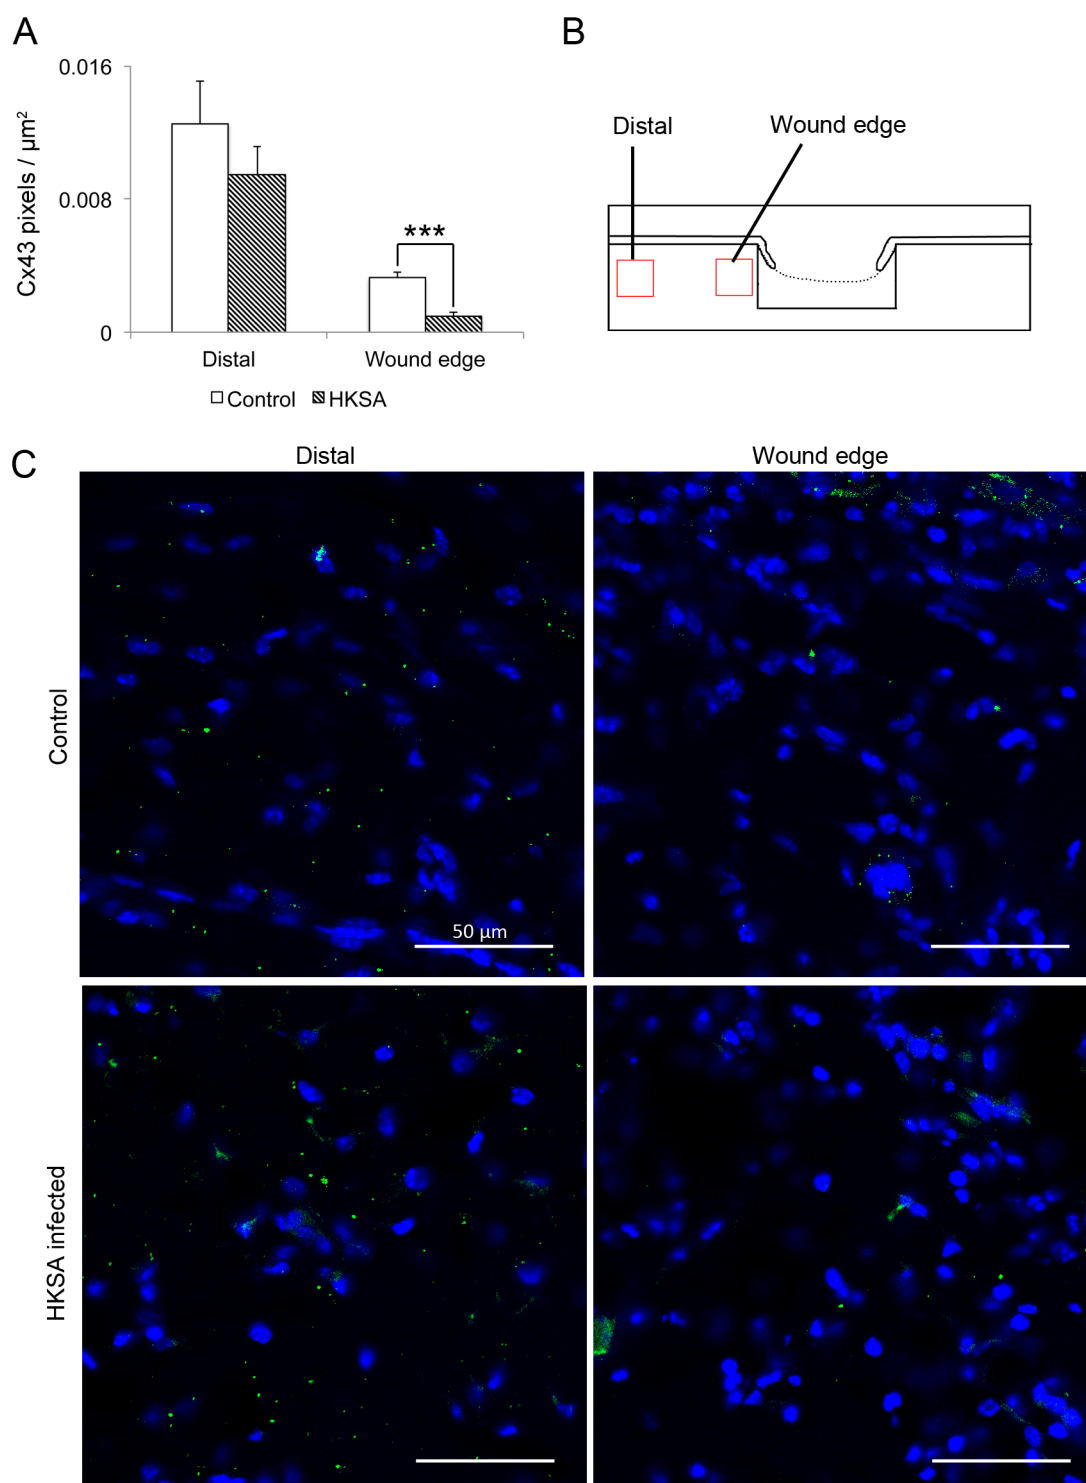 A
B
0.016
0.008
0
Cx43 pixels / µm²
***
Distal
Wound edge
Control
HKSA
Distal
Wound edge
C
Distal
Wound edge
Control
50 µm
HKSA infected